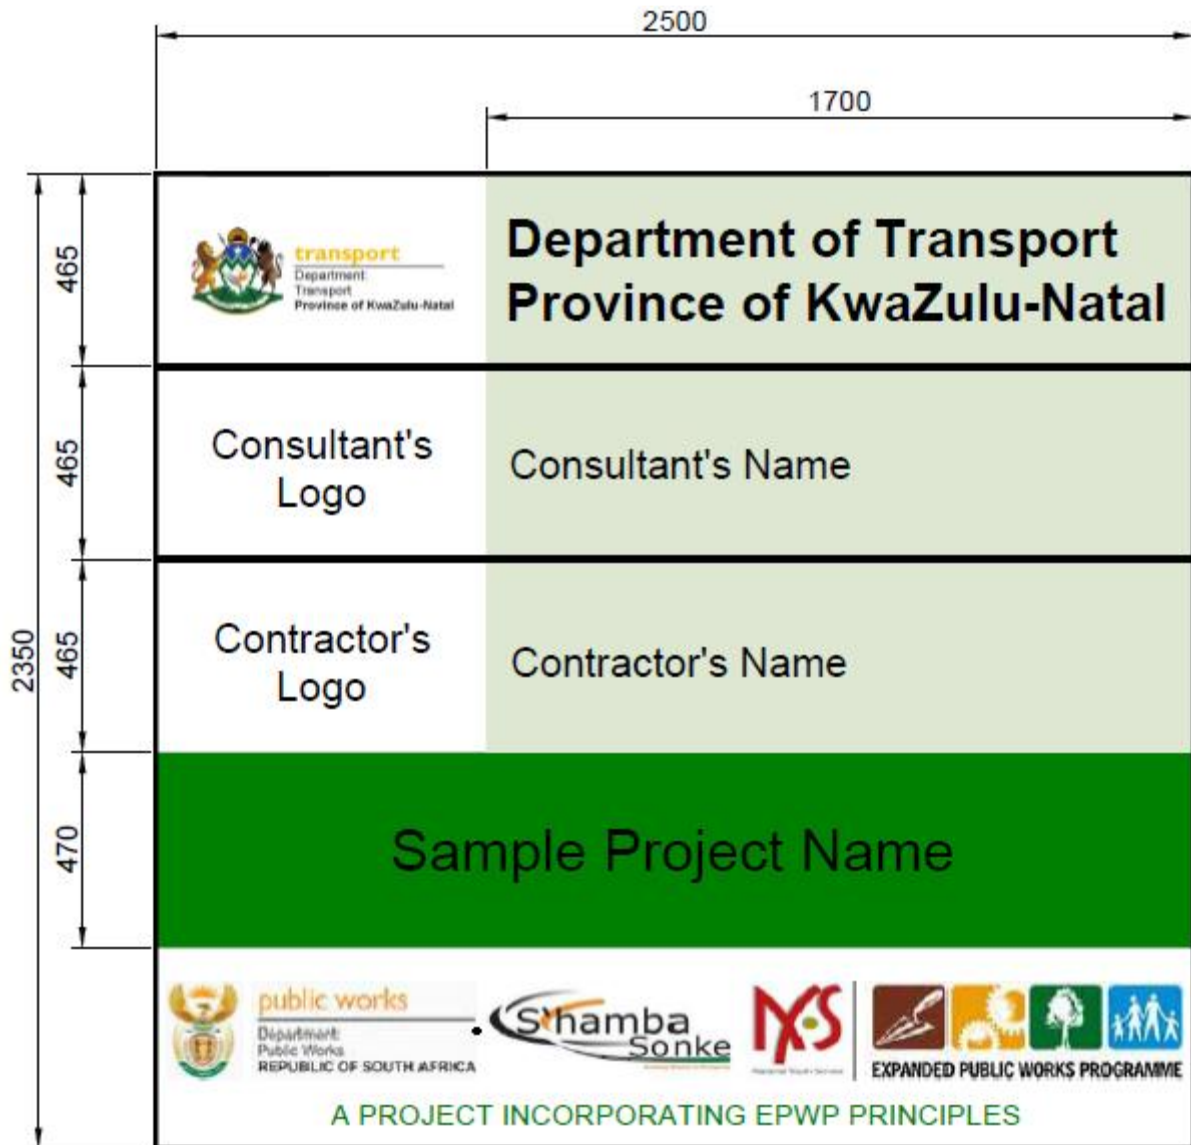 2500
1700
465
transport
Department:
Transport
Province of KwaZulu-Natal
Department of Transport
Province of KwaZulu-Natal
465
Consultant's
Logo
Consultant's Name
2350
465
Contractor's
Logo
Contractor's Name
470
Sample Project Name
public works
Department:
Public Works
REPUBLIC OF SOUTH AFRICA
S'hamba
Sonke
NYS
EXPANDED PUBLIC WORKS PROGRAMME
A PROJECT INCORPORATING EPWP PRINCIPLES